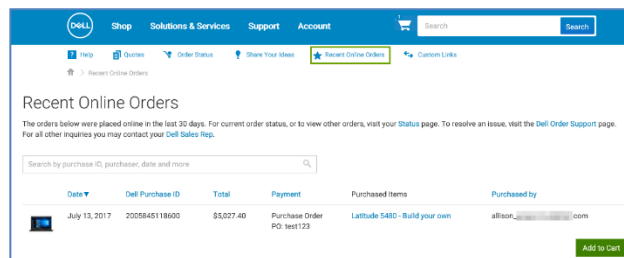 DELL Shop Solutions & Services Support Account 1 Search Search
? Help Quotes Order Status Share Your Ideas Recent Online Orders Custom Links
> Recent Online Orders
Recent Online Orders
The orders below were placed online in the last 30 days. For current order status, or to view other orders, visit your Status page. To resolve an issue, visit the Dell Order Support page.
For all other inquiries you may contact your Dell Sales Rep.
Search by purchase ID, purchaser, date and more
Date▼ Dell Purchase ID Total Payment Purchased Items Purchased by
July 13, 2017 2005845118600 $5,027.40 Purchase Order Latitude 5480 - Build your own allison_ .com
PO: test123
Add to Cart